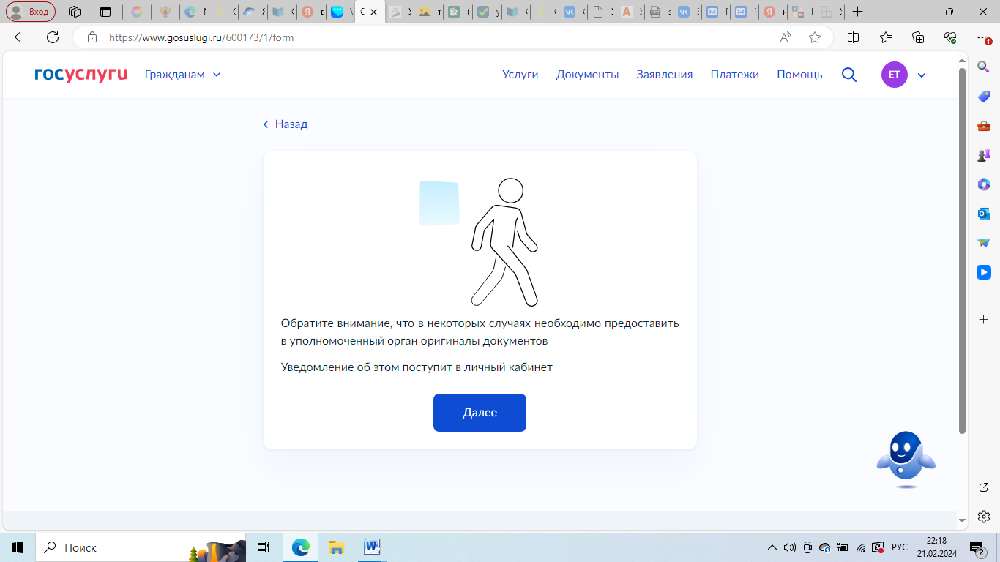 Вход
https://www.gosuslugi.ru/600173/1/form
госуслуги
Гражданам
Услуги
Документы
Заявления
Платежи
Помощь
ЕТ
Назад
Обратите внимание, что в некоторых случаях необходимо предоставить
в уполномоченный орган оригиналы документов
Уведомление об этом поступит в личный кабинет
Далее
Поиск
РУС
22:18
21.02.2024
2